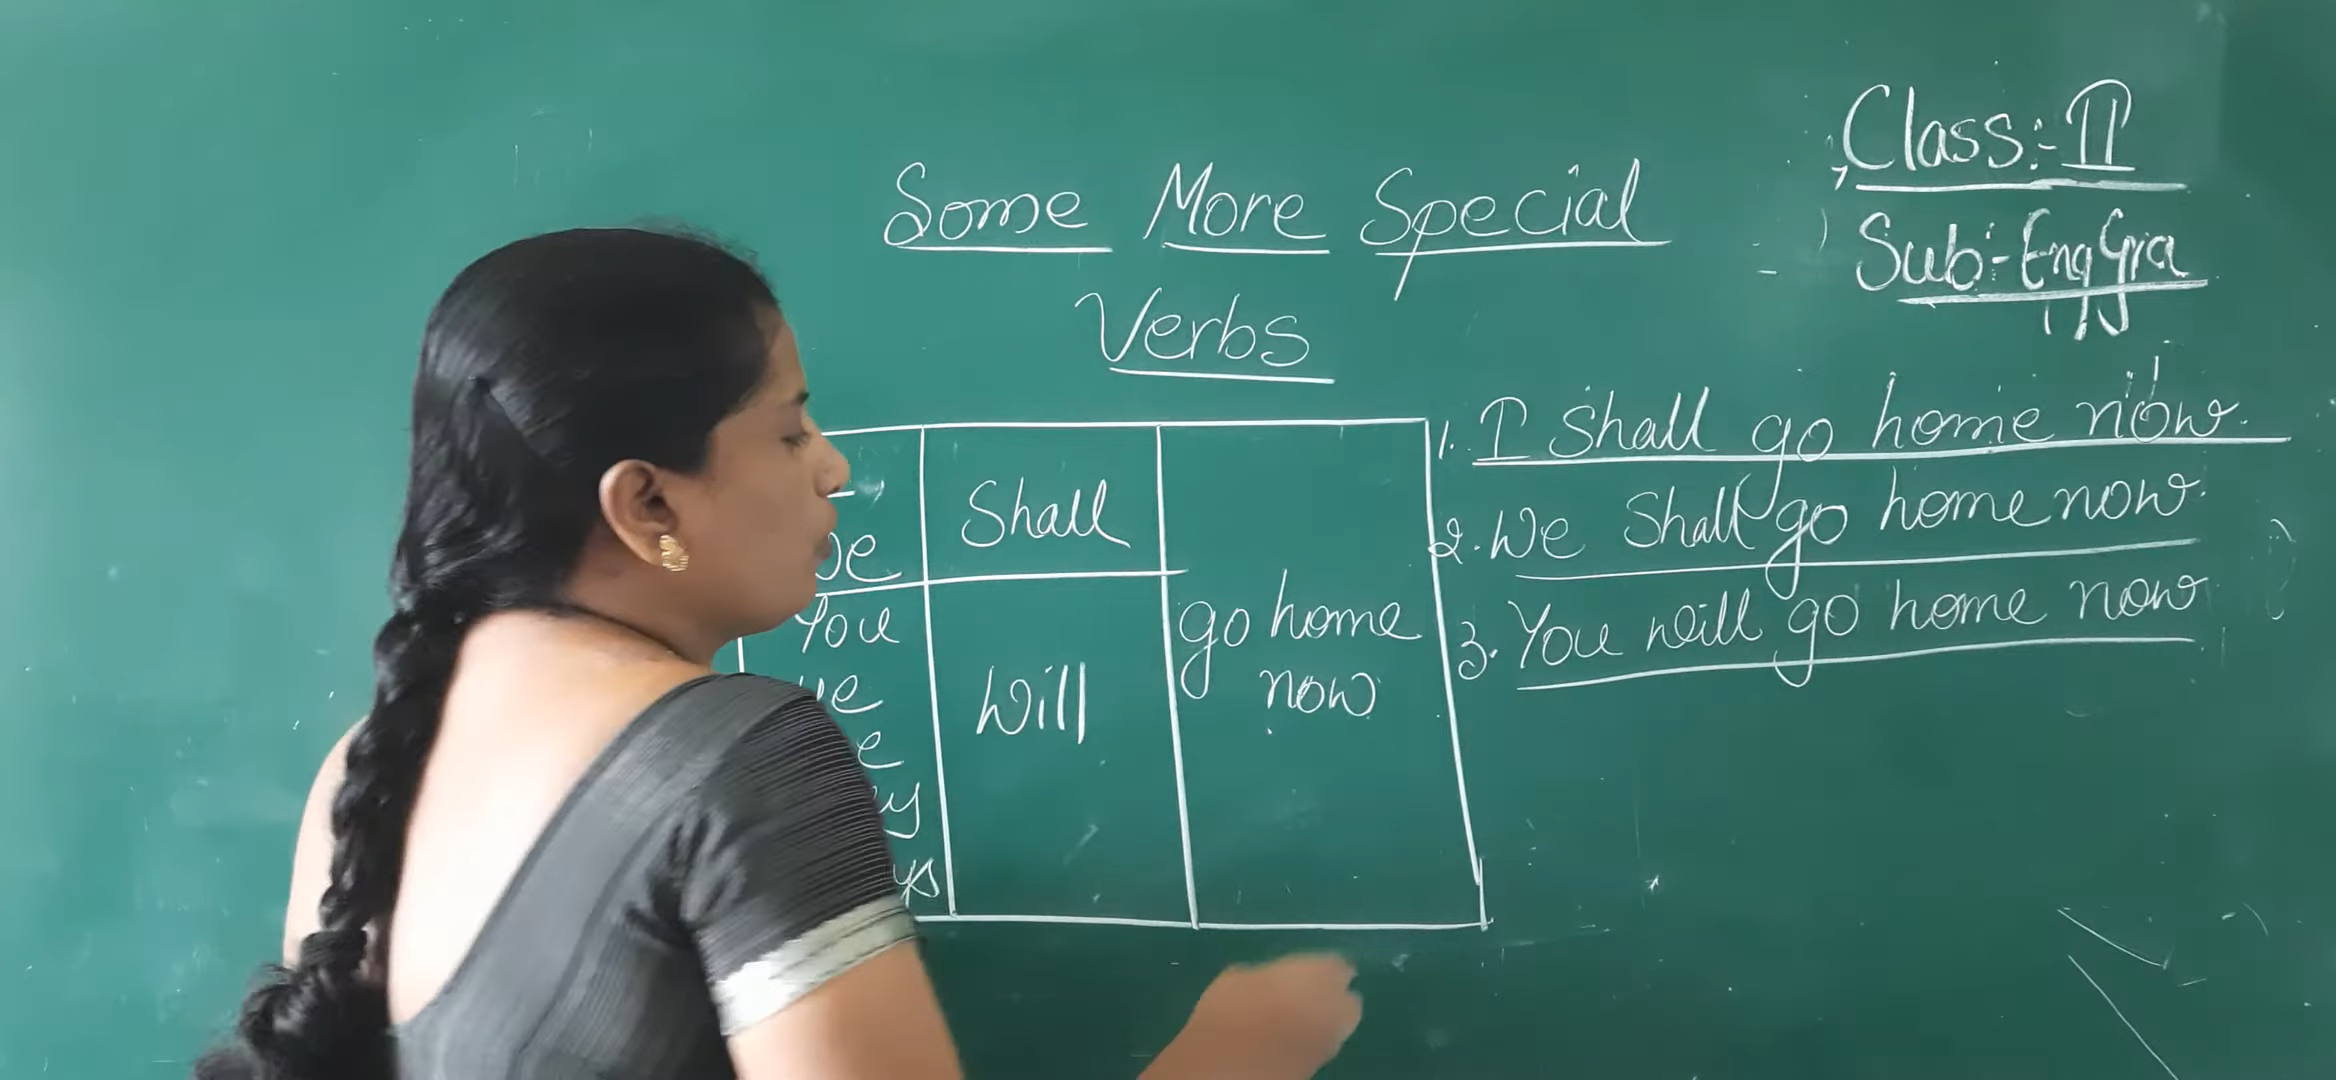 Class:- II
Sub:- Eng Gra
Some More Special
Verbs
Shall
You
Will
go home
now
1. I Shall go home now.
2. We Shall go home now.
3. You will go home now